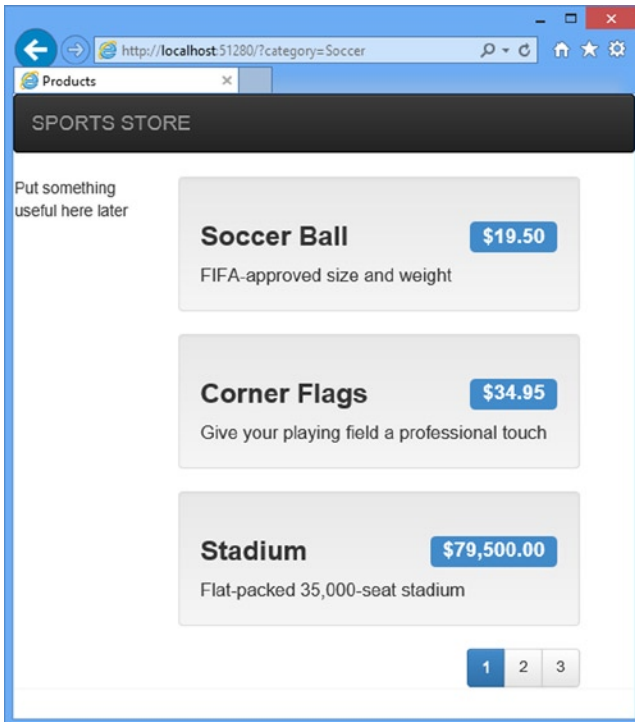 http://localhost:51280/?category=Soccer
Products
SPORTS STORE
Put something
useful here later
Soccer Ball
$19.50
FIFA-approved size and weight
Corner Flags
$34.95
Give your playing field a professional touch
Stadium
$79,500.00
Flat-packed 35,000-seat stadium
1 2 3